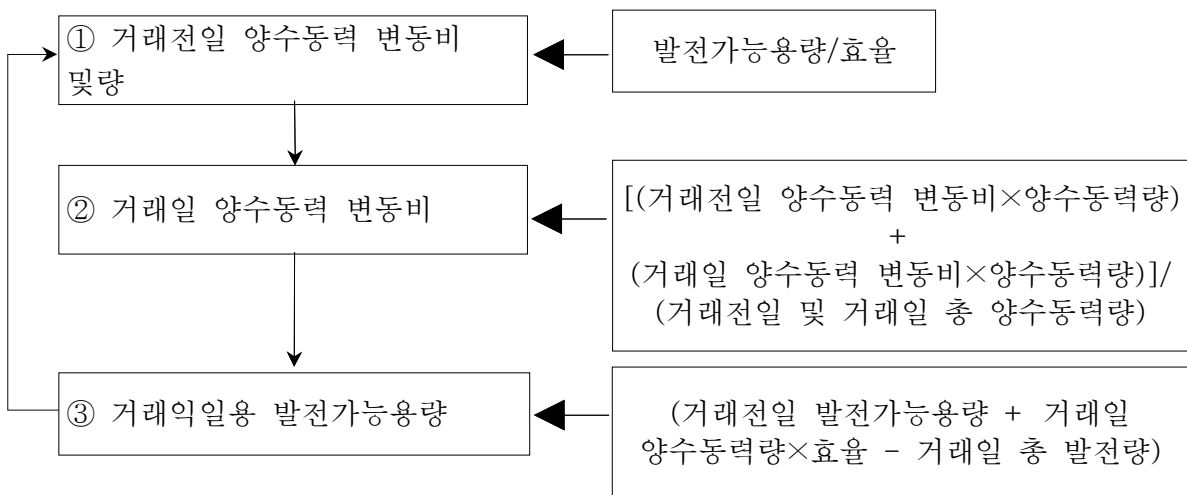 ① 거래전일 양수동력 변동비
및량
발전가능용량/효율
② 거래일 양수동력 변동비
[(거래전일 양수동력 변동비×양수동력량)
+
(거래일 양수동력 변동비×양수동력량)]/
(거래전일 및 거래일 총 양수동력량)
③ 거래익일용 발전가능용량
(거래전일 발전가능용량 + 거래일
양수동력량×효율 - 거래일 총 발전량)